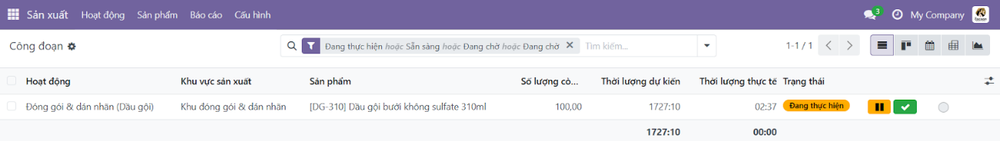 Sản xuất Hoạt động Sản phẩm Báo cáo Cấu hình 3 My Company
Công đoạn Đang thực hiện hoặc Sẵn sàng hoặc Đang chờ hoặc Đang chờ Tìm kiếm... 1-1 / 1
Hoạt động Khu vực sản xuất Sản phẩm Số lượng cò... Thời lượng dự kiến Thời lượng thực tế Trạng thái
Đóng gói & dán nhãn (Dầu gội) Khu đóng gói & dán nhãn [DG-310] Dầu gội bưởi không sulfate 310ml 100,00 1727:10 02:37 Đang thực hiện
1727:10 00:00